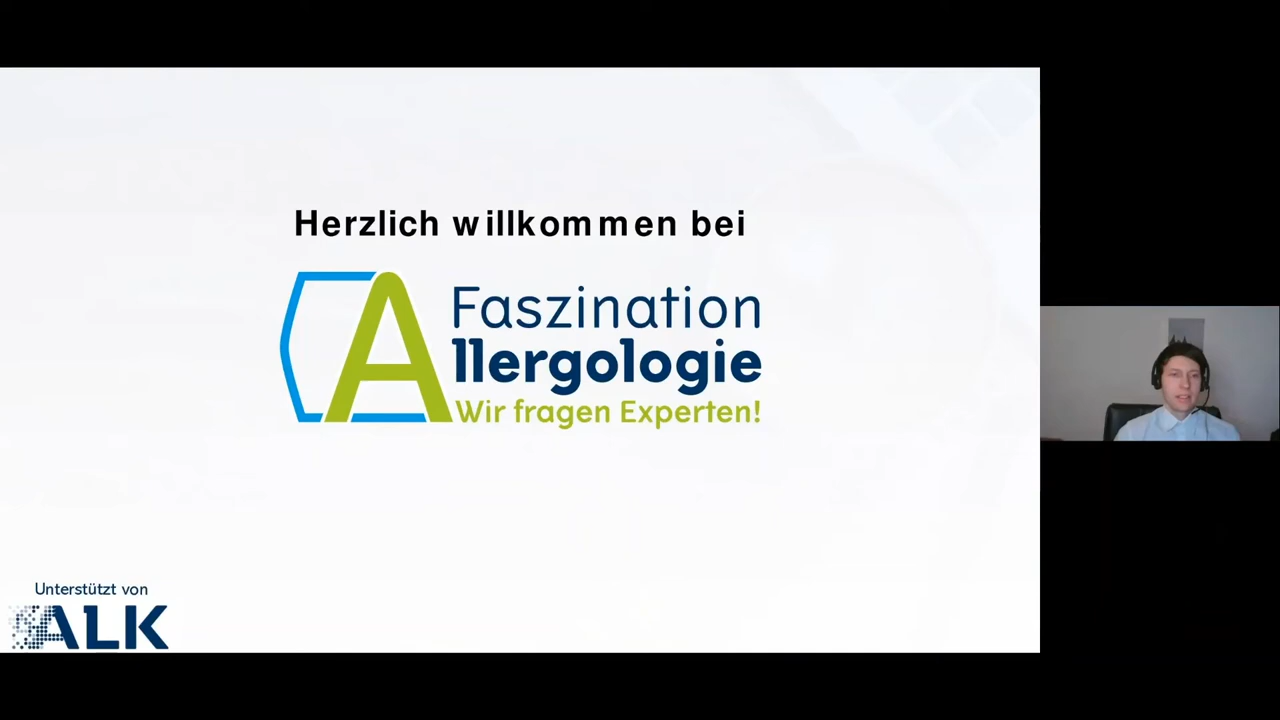 Herzlich willkommen bei
Faszination
Allergologie
Wir fragen Experten!
Unterstützt von
ALK